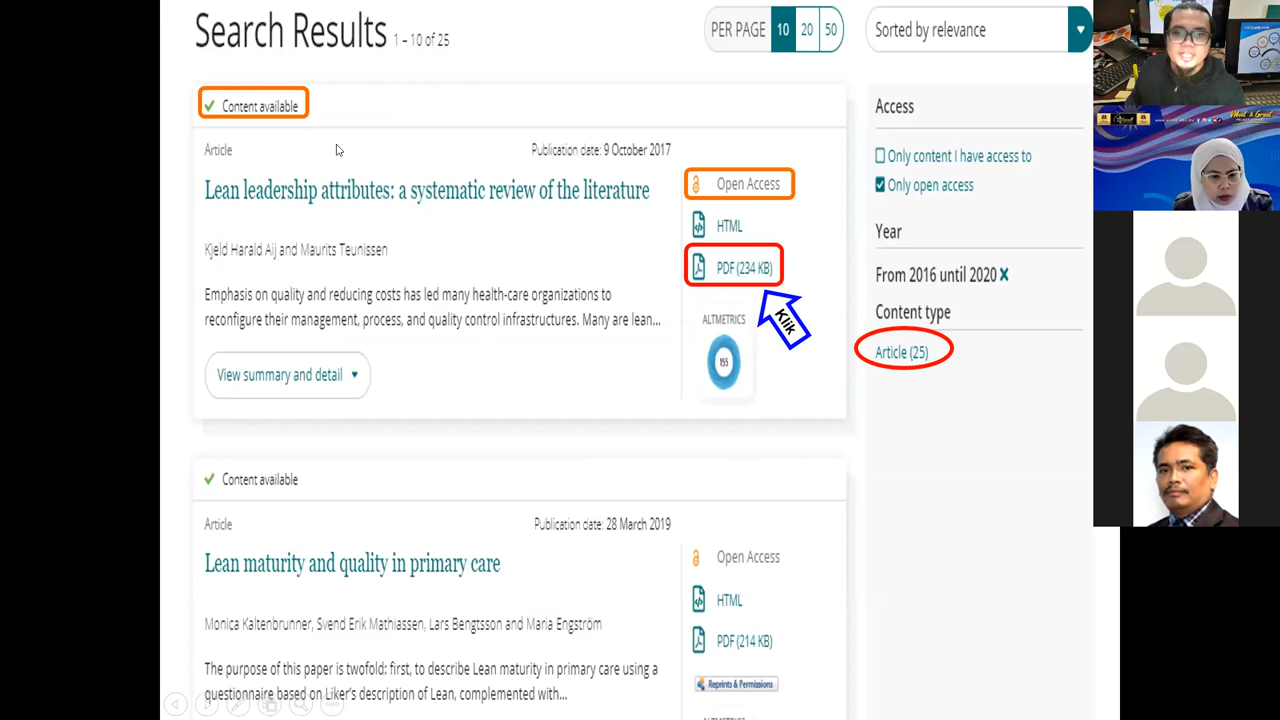 Search Results 1 – 10 of 25
PER PAGE 10 20 50
Sorted by relevance
Content available
Article
Publication date: 9 October 2017
Lean leadership attributes: a systematic review of the literature
Open Access
HTML
Kjeld Harald Aij and Maurits Teunissen
PDF (234 KB)
Klik
Emphasis on quality and reducing costs has led many health-care organizations to
reconfigure their management, process, and quality control infrastructures. Many are lean...
ALTMETRICS
155
View summary and detail
Content available
Article
Publication date: 28 March 2019
Lean maturity and quality in primary care
Open Access
HTML
Monica Kaltenbrunner, Svend Erik Mathiassen, Lars Bengtsson and Maria Engström
PDF (214 KB)
The purpose of this paper is twofold: first, to describe Lean maturity in primary care using a
questionnaire based on Liker's description of Lean, complemented with...
Reprints & Permissions
Access
Only content I have access to
Only open access
Year
From 2016 until 2020
Content type
Article (25)
Meet n Greet